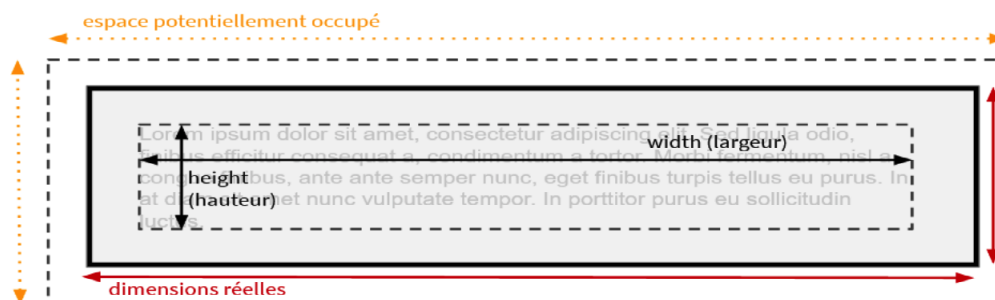 espace potentiellement occupé
Lorem ipsum dolor sit amet, consectetur adipiscing elit. Sed ligula odio,
width (largeur)
finibus efficitur consequat a, condimentum a tortor. Morbi fermentum, nisl a
height
bus, ante ante semper nunc, eget finibus turpis tellus eu purus. In
(hauteur)
at nunc vulputate tempor. In porttitor purus eu sollicitudin
dimensions réelles